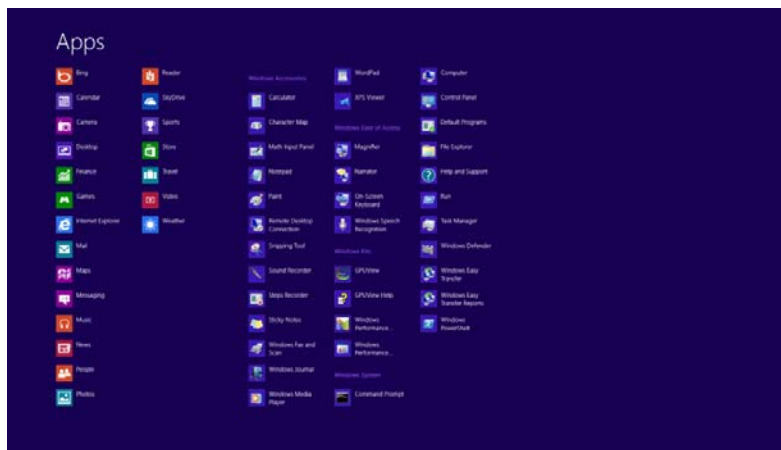 Apps
Bing
Calendar
Camera
Desktop
Finance
Games
Internet Explorer
Mail
Maps
Messaging
Music
News
People
Photos
Reader
SkyDrive
Sports
Store
Travel
Video
Weather
Windows Accessories
Calculator
Character Map
Math Input Panel
Notepad
Paint
Remote Desktop
Connection
Snipping Tool
Sound Recorder
Steps Recorder
Sticky Notes
Windows Fax and
Scan
Windows Journal
Windows Media
Player
WordPad
XPS Viewer
Windows Ease of Access
Magnifier
Narrator
On-Screen
Keyboard
Windows Speech
Recognition
Windows Kits
GPUView
GPUView Help
Windows
Performance...
Windows
Performance...
Windows System
Command Prompt
Computer
Control Panel
Default Programs
File Explorer
Help and Support
Run
Task Manager
Windows Defender
Windows Easy
Transfer
Windows Easy
Transfer Reports
Windows
PowerShell